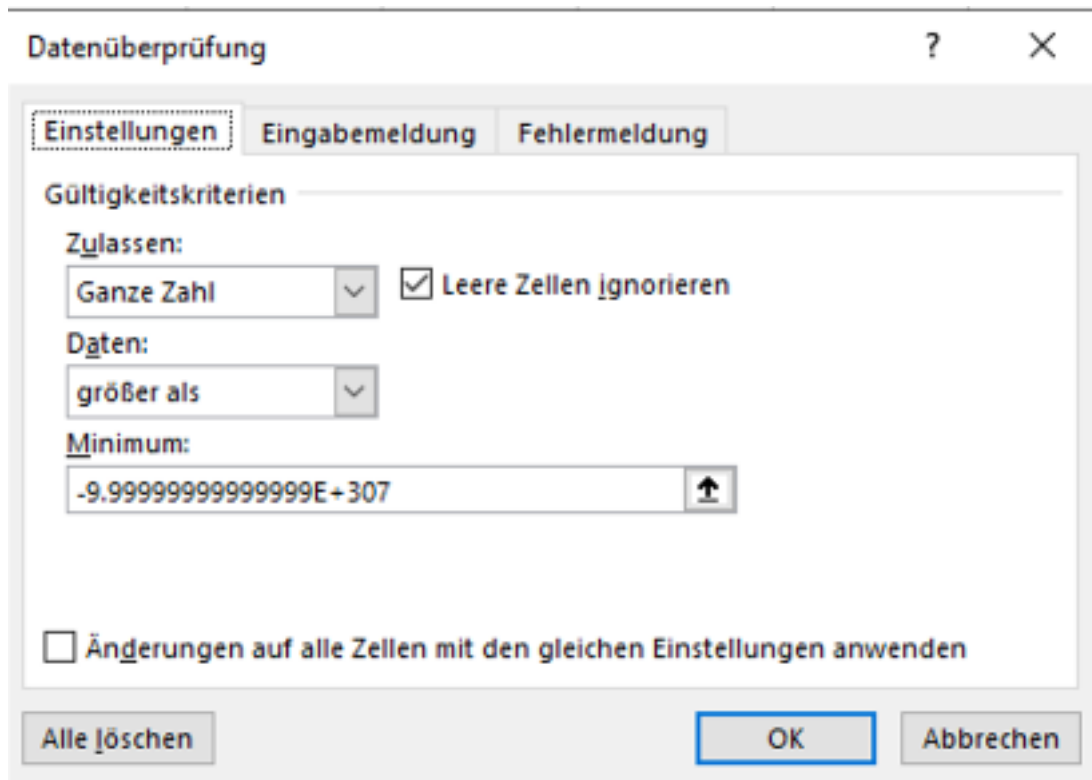 Datenüberprüfung ? ×
Einstellungen Eingabemeldung Fehlermeldung
Gültigkeitskriterien
Zulassen:
Ganze Zahl Leere Zellen ignorieren
Daten:
größer als
Minimum:
-9.99999999999999E+307
Änderungen auf alle Zellen mit den gleichen Einstellungen anwenden
Alle löschen OK Abbrechen